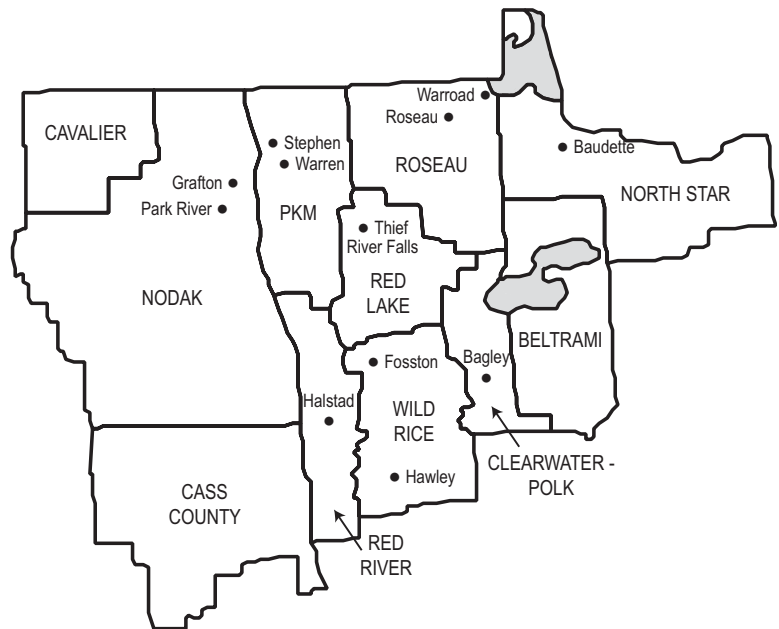 Warroad
CAVALIER
Roseau
Stephen
Baudette
Warren
ROSEAU
Grafton
NORTH STAR
Park River
PKM
Thief
River Falls
RED
LAKE
NODAK
BELTRAMI
Fosston
Bagley
Halstad
WILD
RICE
CLEARWATER -
POLK
Hawley
CASS
COUNTY
RED
RIVER